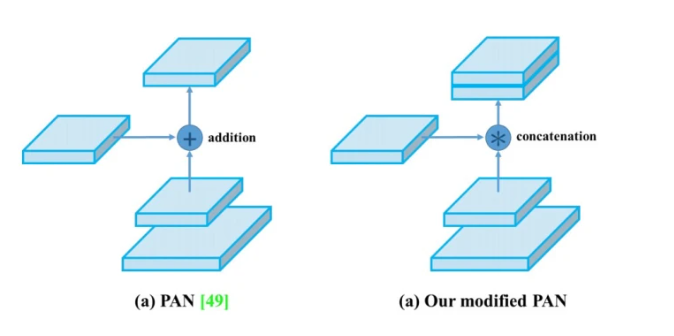 addition
concatenation
(a) PAN [49]
(a) Our modified PAN